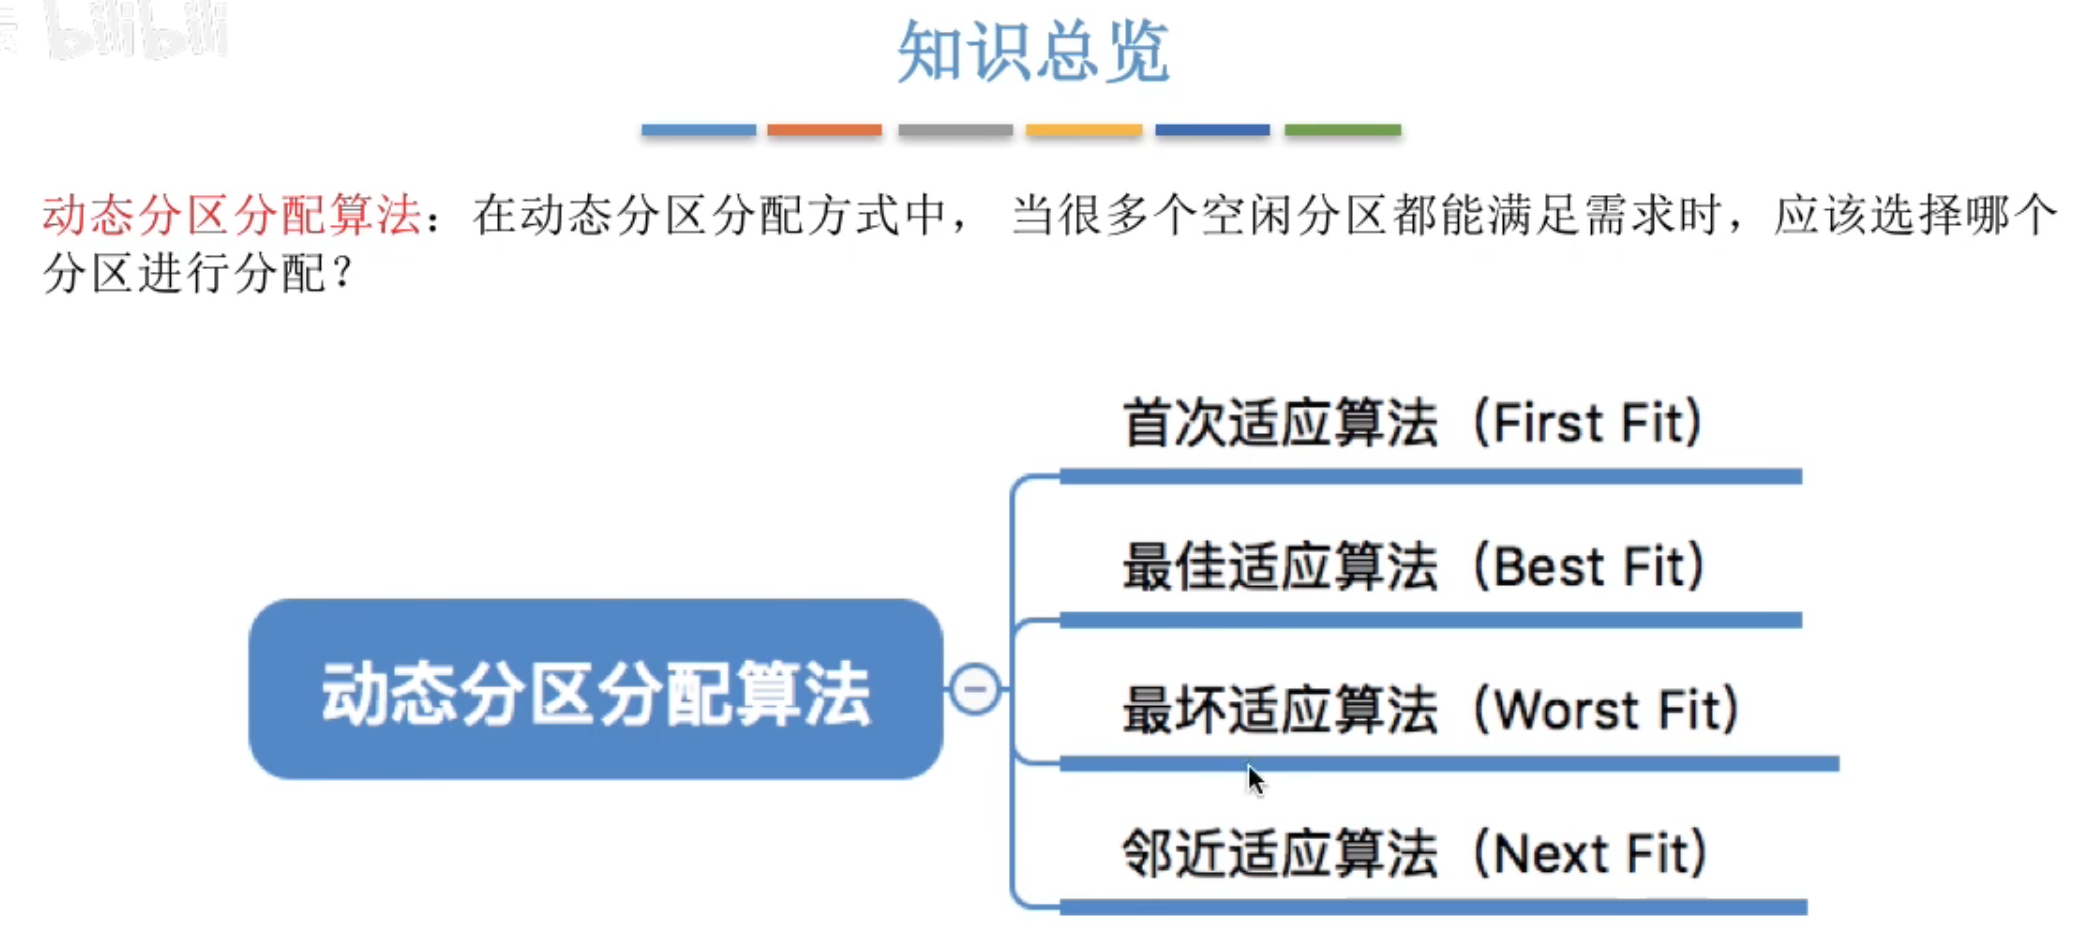 bilibili
知识总览
动态分区分配算法：在动态分区分配方式中， 当很多个空闲分区都能满足需求时，应该选择哪个
分区进行分配？
首次适应算法（First Fit）
最佳适应算法（Best Fit）
动态分区分配算法
最坏适应算法（Worst Fit）
邻近适应算法（Next Fit）